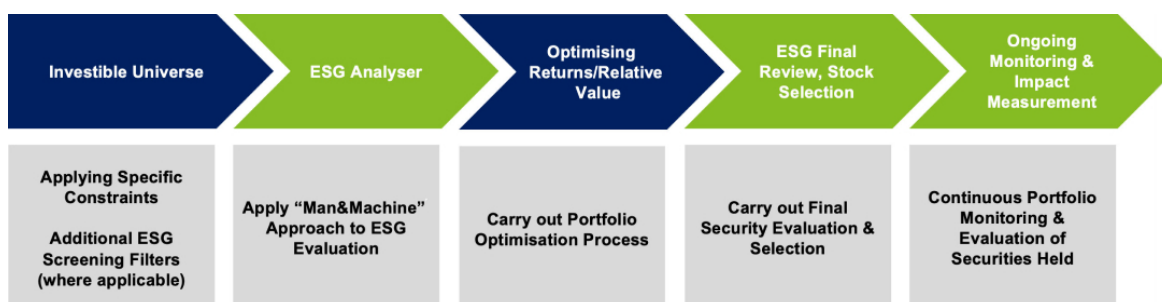 Investible Universe
ESG Analyser
Optimising
Returns/Relative
Value
ESG Final
Review, Stock
Selection
Ongoing
Monitoring &
Impact
Measurement
Applying Specific
Constraints
Additional ESG
Screening Filters
(where applicable)
Apply “Man&Machine”
Approach to ESG
Evaluation
Carry out Portfolio
Optimisation Process
Carry out Final
Security Evaluation &
Selection
Continuous Portfolio
Monitoring &
Evaluation of
Securities Held